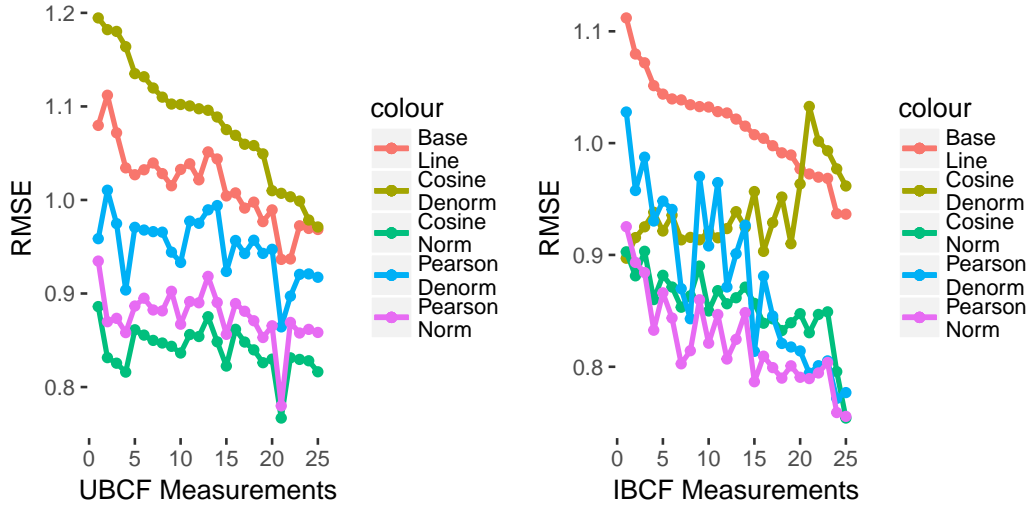 1.2
1.1
1.0
0.9
0.8
RMSE
0
5
10
15
20
25
UBCF Measurements
colour
Base
Line
Cosine
Denorm
Cosine
Norm
Pearson
Denorm
Pearson
Norm
1.1
1.0
0.9
0.8
RMSE
0
5
10
15
20
25
IBCF Measurements
colour
Base
Line
Cosine
Denorm
Cosine
Norm
Pearson
Denorm
Pearson
Norm